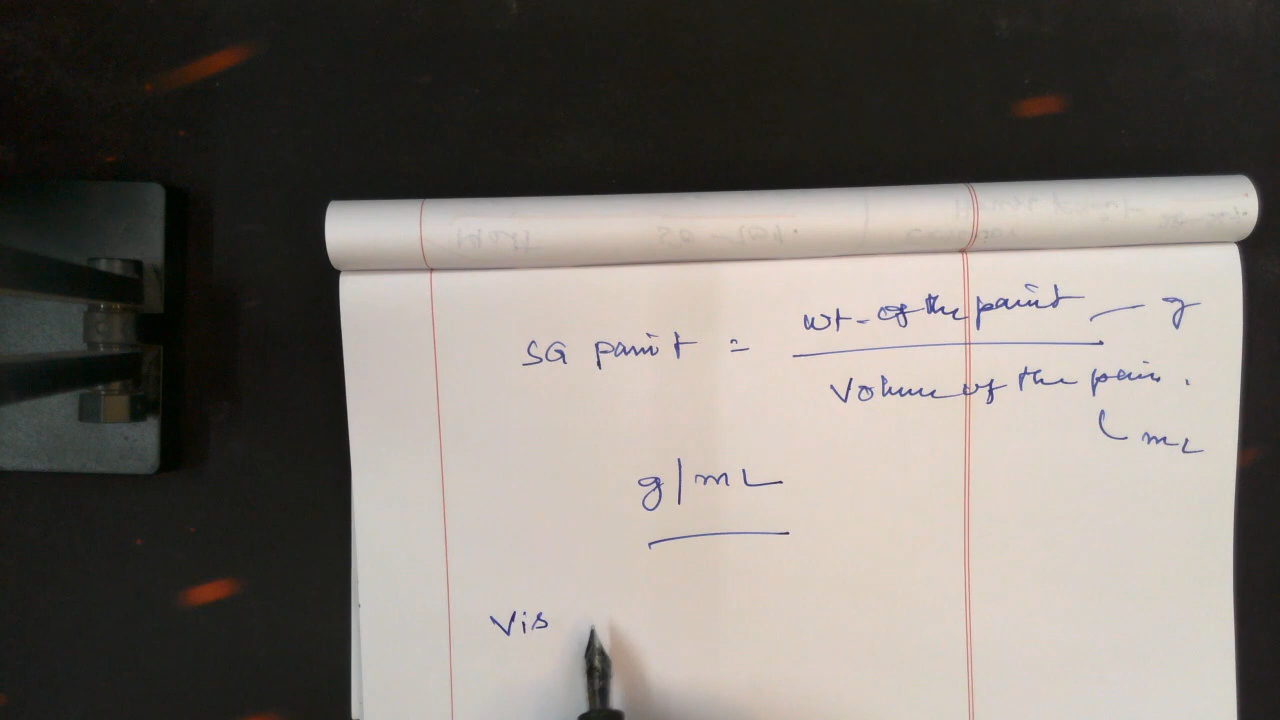 SG paint = wt. of the paint — g
Volume of the pain.
mL
g/mL
Vis